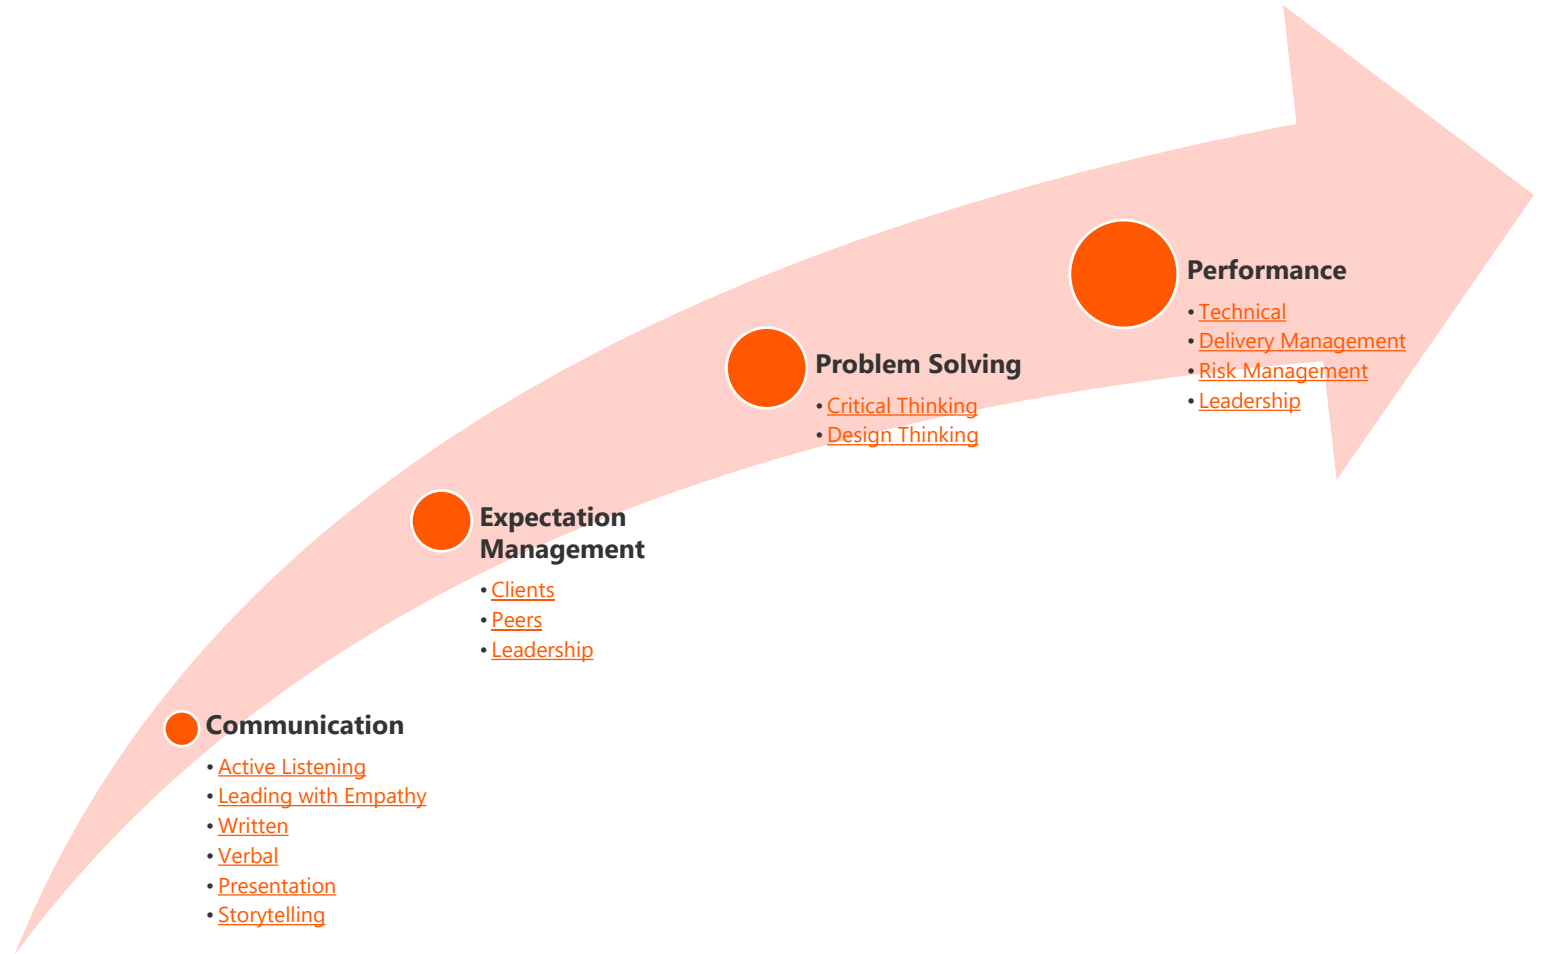 Communication
• Active Listening
• Leading with Empathy
• Written
• Verbal
• Presentation
• Storytelling
Expectation
Management
• Clients
• Peers
• Leadership
Problem Solving
• Critical Thinking
• Design Thinking
Performance
• Technical
• Delivery Management
• Risk Management
• Leadership